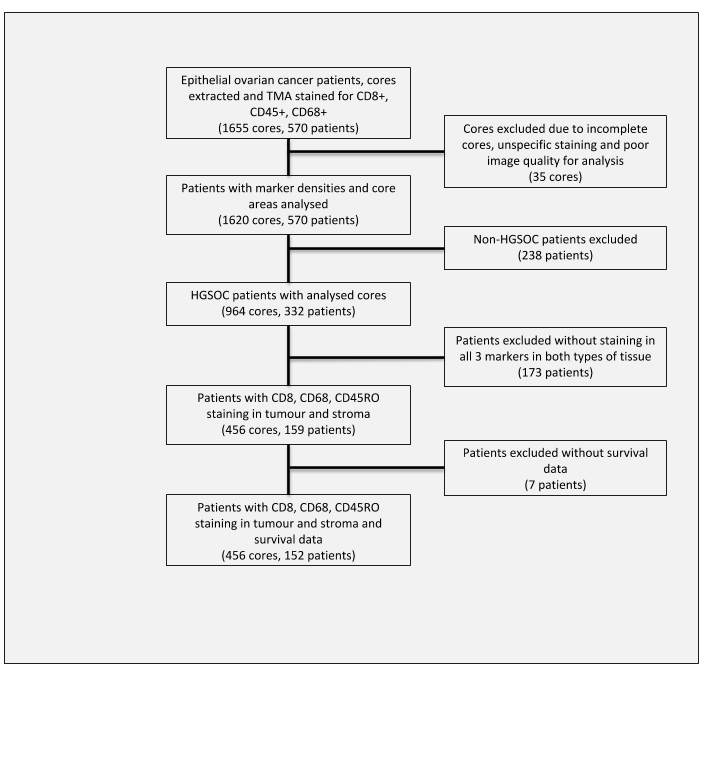 Epithelial ovarian cancer patients, cores
extracted and TMA stained for CD8+,
CD45+, CD68+
(1655 cores, 570 patients)
Cores excluded due to incomplete
cores, unspecific staining and poor
image quality for analysis
(35 cores)
Patients with marker densities and core
areas analysed
(1620 cores, 570 patients)
Non-HGSOC patients excluded
(238 patients)
HGSOC patients with analysed cores
(964 cores, 332 patients)
Patients excluded without staining in
all 3 markers in both types of tissue
(173 patients)
Patients with CD8, CD68, CD45RO
staining in tumour and stroma
(456 cores, 159 patients)
Patients excluded without survival
data
(7 patients)
Patients with CD8, CD68, CD45RO
staining in tumour and stroma and
survival data
(456 cores, 152 patients)